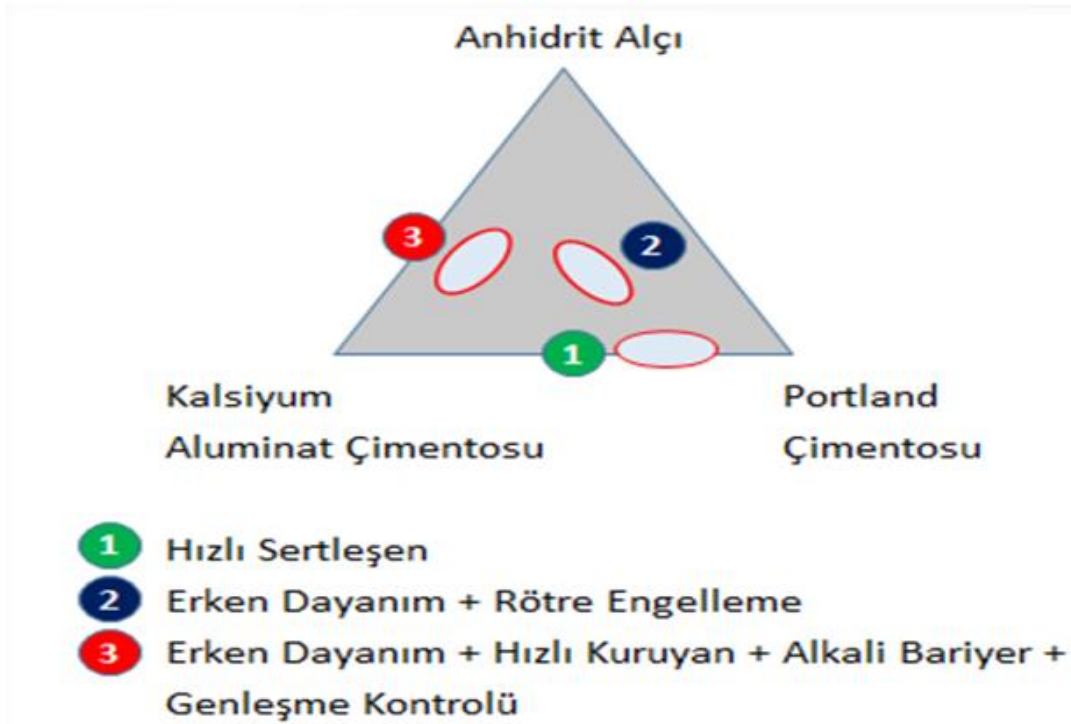 Anhidrit Alçı
3
2
1
Kalsiyum
Aluminat Çimentosu
Portland
Çimentosu
1 Hızlı Sertleşen
2 Erken Dayanım + Rötre Engelleme
3 Erken Dayanım + Hızlı Kuruyan + Alkali Bariyer +
Genleşme Kontrolü